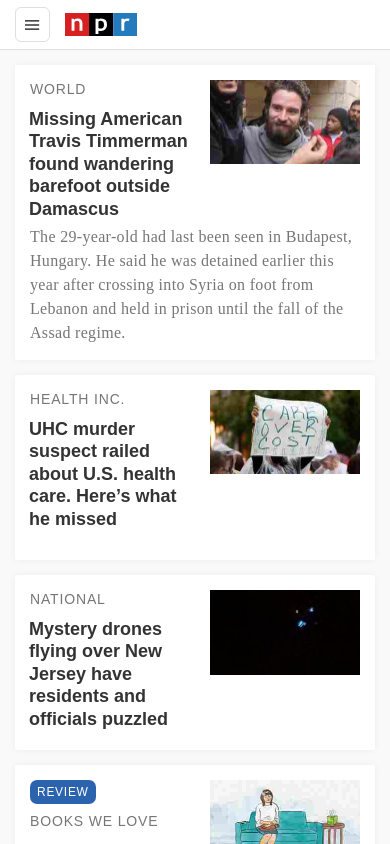 npr
WORLD
Missing American
Travis Timmerman
found wandering
barefoot outside
Damascus
The 29-year-old had last been seen in Budapest,
Hungary. He said he was detained earlier this
year after crossing into Syria on foot from
Lebanon and held in prison until the fall of the
Assad regime.
HEALTH INC.
UHC murder
suspect railed
about U.S. health
care. Here’s what
he missed
CARE
OVER
COST
NATIONAL
Mystery drones
flying over New
Jersey have
residents and
officials puzzled
REVIEW
BOOKS WE LOVE